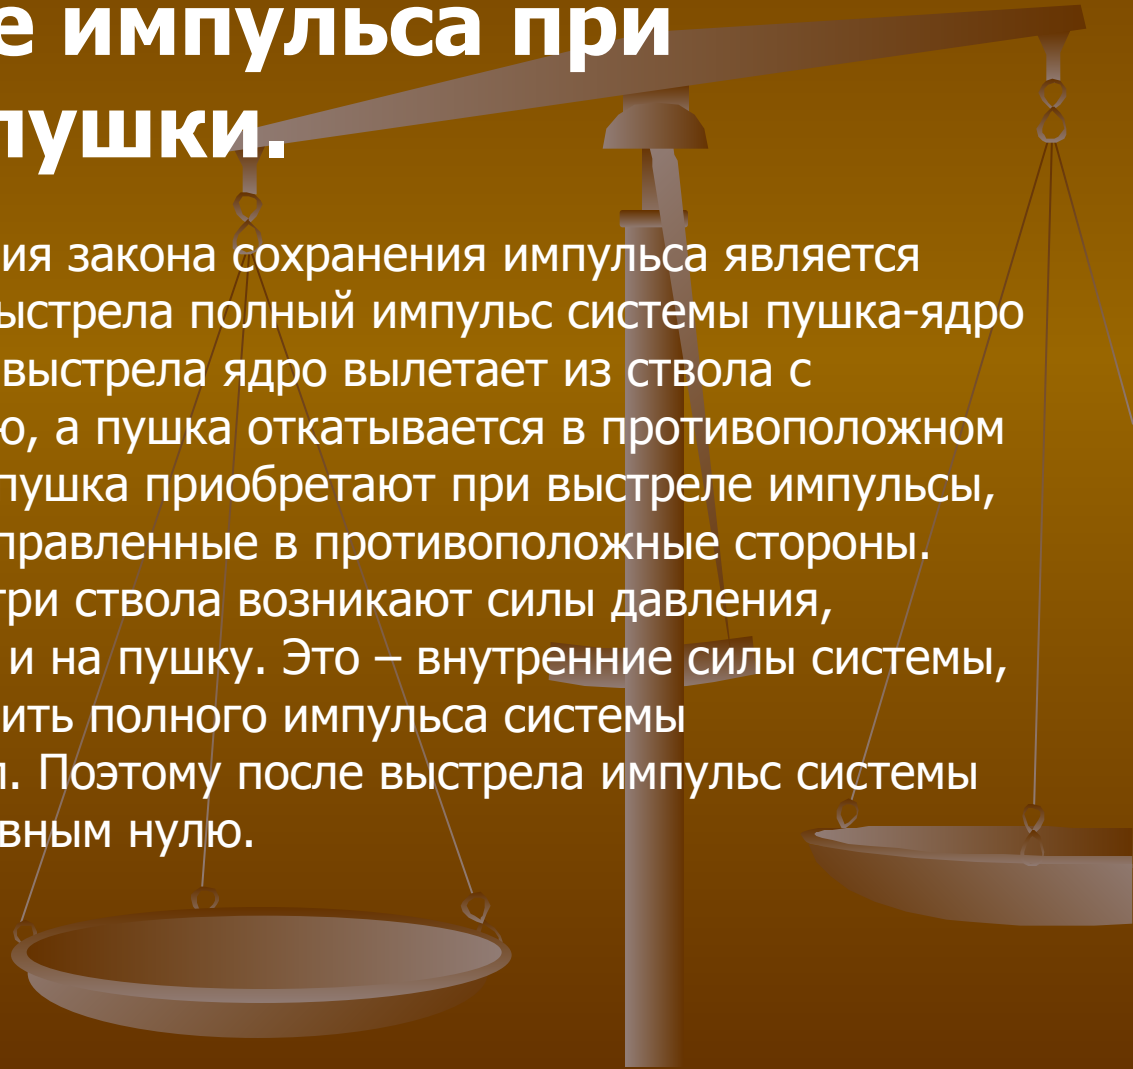 е импульса при
пушки.
ия закона сохранения импульса является
ыстрела полный импульс системы пушка-ядро
выстрела ядро вылетает из ствола с
ю, а пушка откатывается в противоположном
пушка приобретают при выстреле импульсы,
правленные в противоположные стороны.
три ствола возникают силы давления,
и на пушку. Это – внутренние силы системы,
ить полного импульса системы
. Поэтому после выстрела импульс системы
вным нулю.